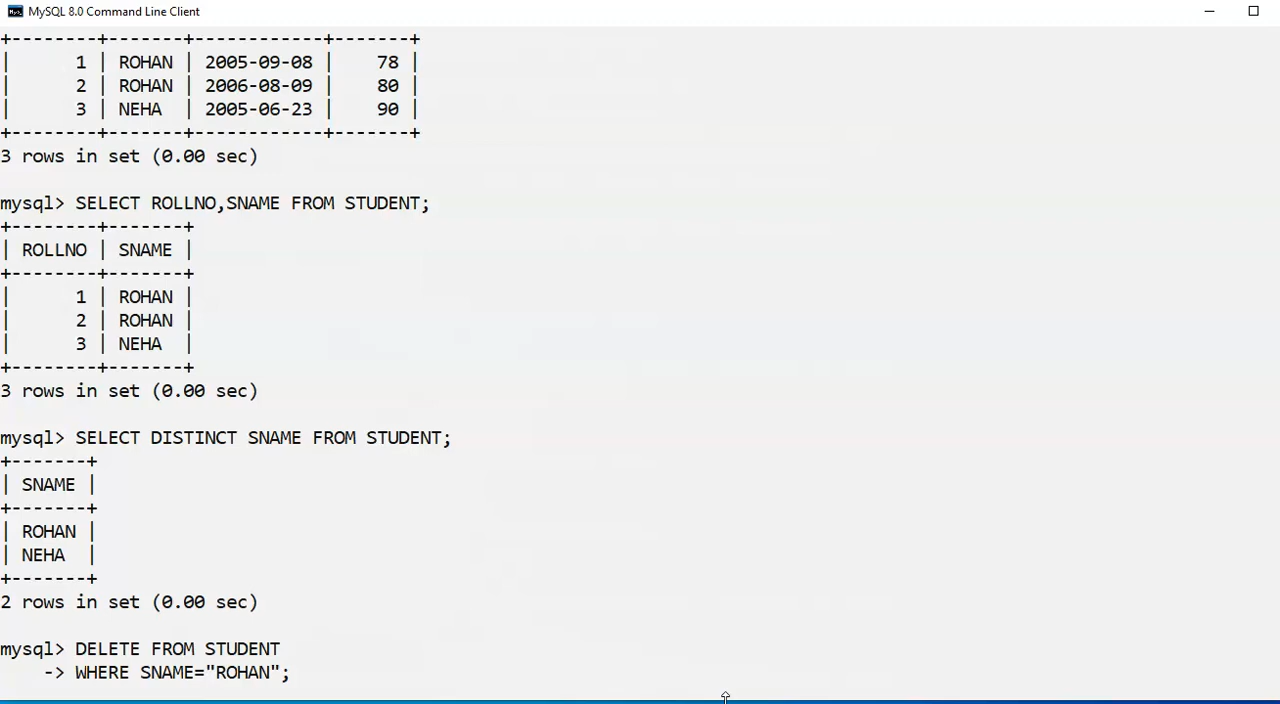 MySQL 8.0 Command Line Client
+--------+-------+------------+-------+
|      1 | ROHAN | 2005-09-08 |    78 |
|      2 | ROHAN | 2006-08-09 |    80 |
|      3 | NEHA  | 2005-06-23 |    90 |
+--------+-------+------------+-------+
3 rows in set (0.00 sec)
mysql> SELECT ROLLNO,SNAME FROM STUDENT;
+--------+-------+
| ROLLNO | SNAME |
+--------+-------+
|      1 | ROHAN |
|      2 | ROHAN |
|      3 | NEHA  |
+--------+-------+
3 rows in set (0.00 sec)
mysql> SELECT DISTINCT SNAME FROM STUDENT;
+-------+
| SNAME |
+-------+
| ROHAN |
| NEHA  |
+-------+
2 rows in set (0.00 sec)
mysql> DELETE FROM STUDENT
    -> WHERE SNAME="ROHAN";